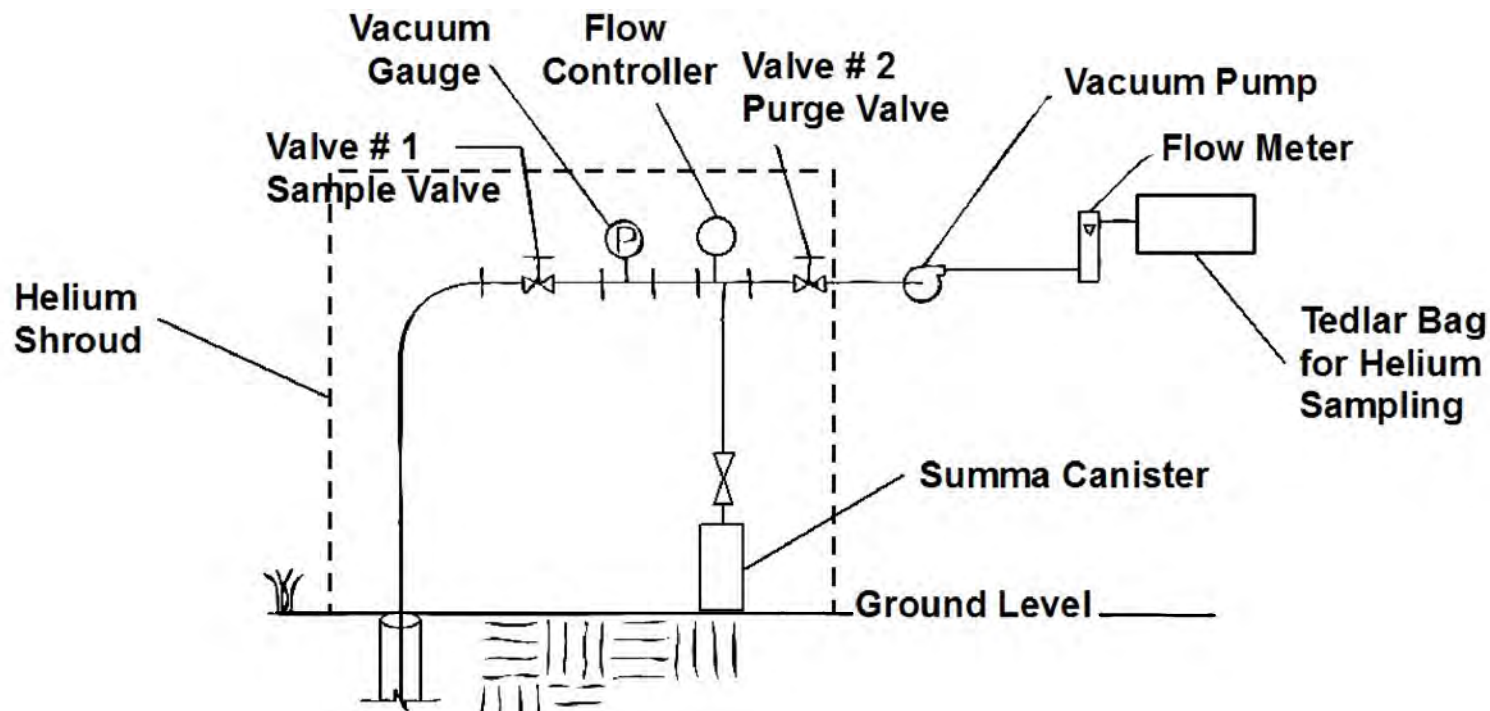 Vacuum
Gauge
Flow
Controller
Valve # 2
Purge Valve
Vacuum Pump
Flow Meter
Valve # 1
Sample Valve
P
Helium
Shroud
Tedlar Bag
for Helium
Sampling
Summa Canister
Ground Level